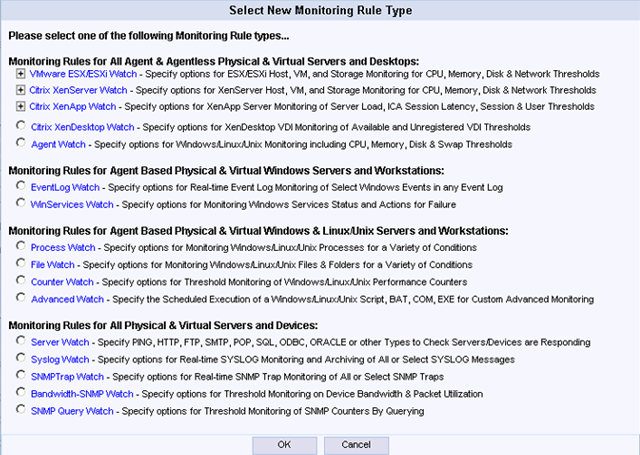 Select New Monitoring Rule Type
Please select one of the following Monitoring Rule types...
Monitoring Rules for All Agent & Agentless Physical & Virtual Servers and Desktops:
VMware ESX/ESXi Watch - Specify options for ESX/ESXi Host, VM, and Storage Monitoring for CPU, Memory, Disk & Network Thresholds
Citrix XenServer Watch - Specify options for XenServer Host, VM, and Storage Monitoring for CPU, Memory, Disk & Network Thresholds
Citrix XenApp Watch - Specify options for XenApp Server Monitoring of Server Load, ICA Session Latency, Session & User Thresholds
Citrix XenDesktop Watch - Specify options for XenDesktop VDI Monitoring of Available and Unregistered VDI Thresholds
Agent Watch - Specify options for Windows/Linux/Unix Monitoring including CPU, Memory, Disk & Swap Thresholds
Monitoring Rules for Agent Based Physical & Virtual Windows Servers and Workstations:
EventLog Watch - Specify options for Real-time Event Log Monitoring of Select Windows Events in any Event Log
WinServices Watch - Specify options for Monitoring Windows Services Status and Actions for Failure
Monitoring Rules for Agent Based Physical & Virtual Windows & Linux/Unix Servers and Workstations:
Process Watch - Specify options for Monitoring Windows/Linux/Unix Processes for a Variety of Conditions
File Watch - Specify options for Monitoring Windows/Linux/Unix Files & Folders for a Variety of Conditions
Counter Watch - Specify options for Threshold Monitoring of Windows/Linux/Unix Performance Counters
Advanced Watch - Specify the Scheduled Execution of a Windows/Linux/Unix Script, BAT, COM, EXE for Custom Advanced Monitoring
Monitoring Rules for All Physical & Virtual Servers and Devices:
Server Watch - Specify PING, HTTP, FTP, SMTP, POP, SQL, ODBC, ORACLE or other Types to Check Servers/Devices are Responding
Syslog Watch - Specify options for Real-time SYSLOG Monitoring and Archiving of All or Select SYSLOG Messages
SNMPTrap Watch - Specify options for Real-time SNMP Trap Monitoring of All or Select SNMP Traps
Bandwidth-SNMP Watch - Specify options for Threshold Monitoring on Device Bandwidth & Packet Utilization
SNMP Query Watch - Specify options for Threshold Monitoring of SNMP Counters By Querying
OK Cancel